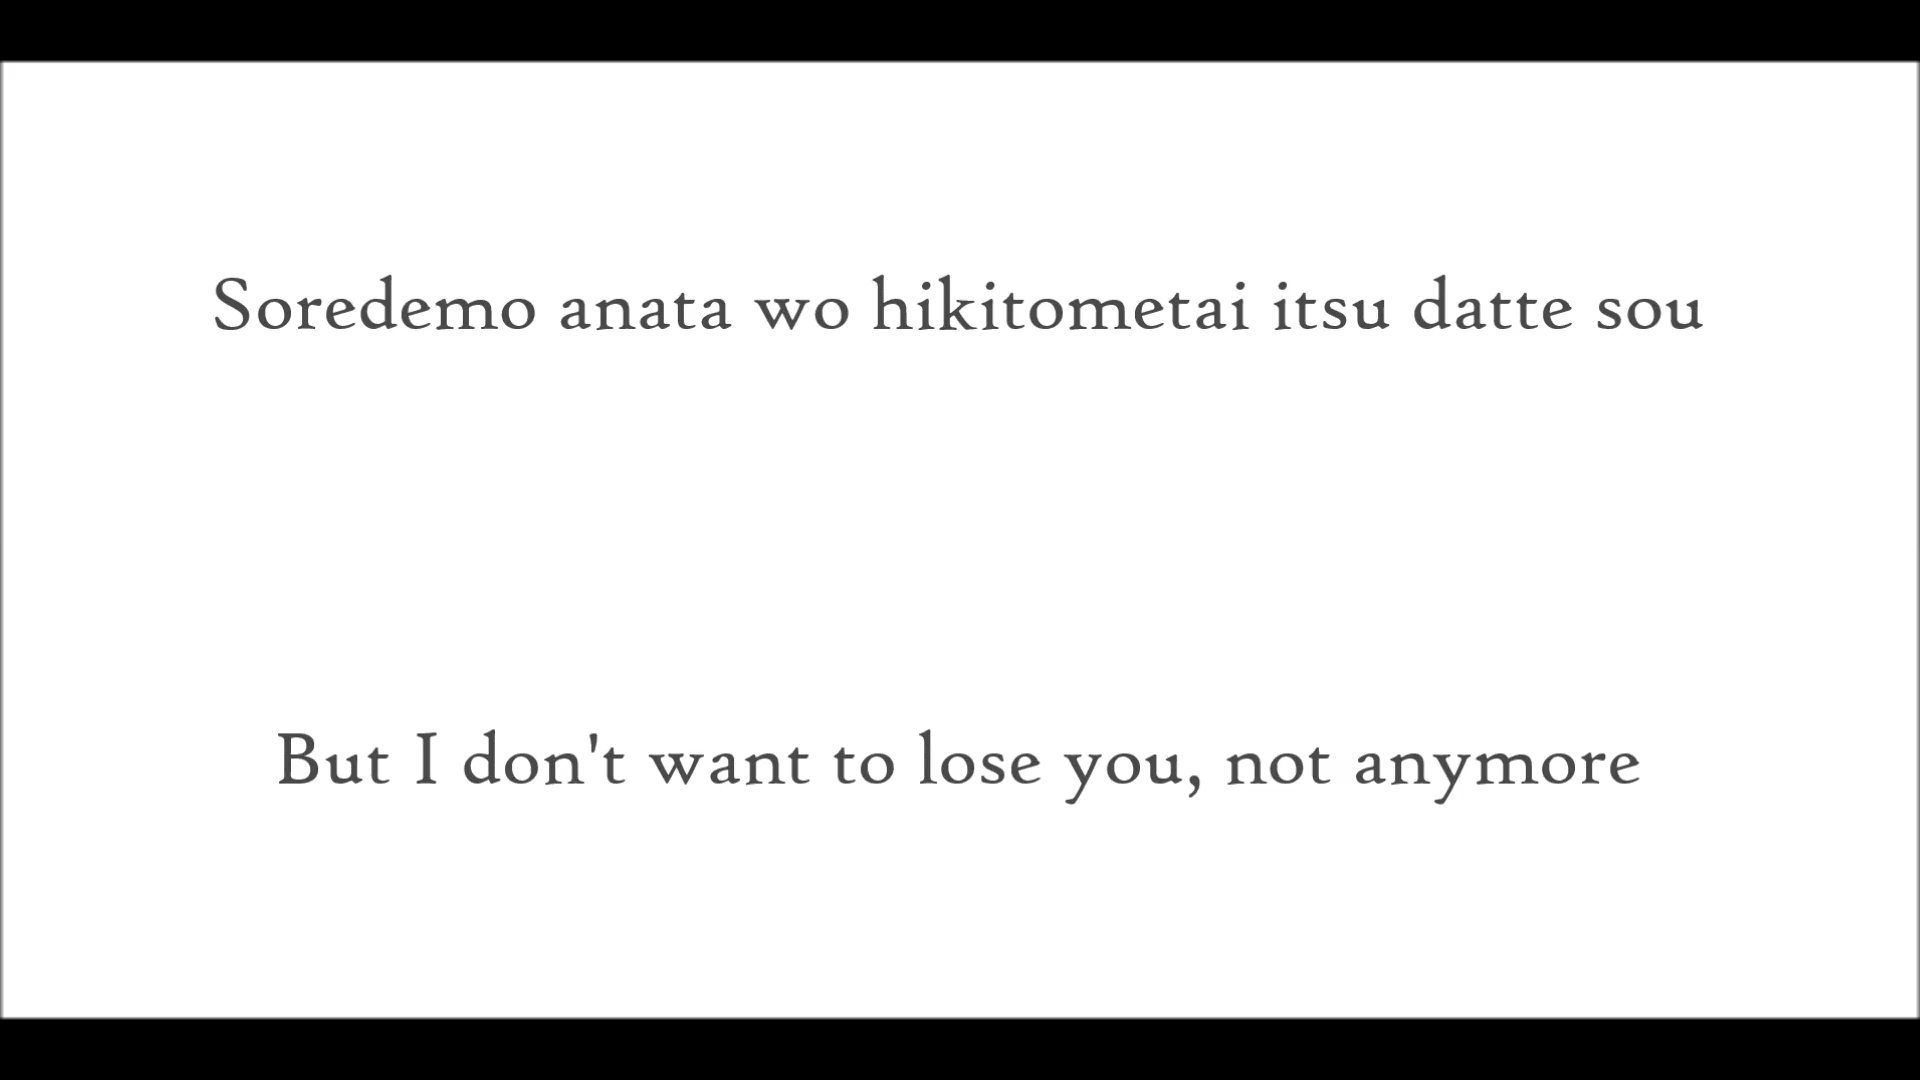 Soredemo anata wo hikitometai itsu datte sou
But I don't want to lose you, not anymore